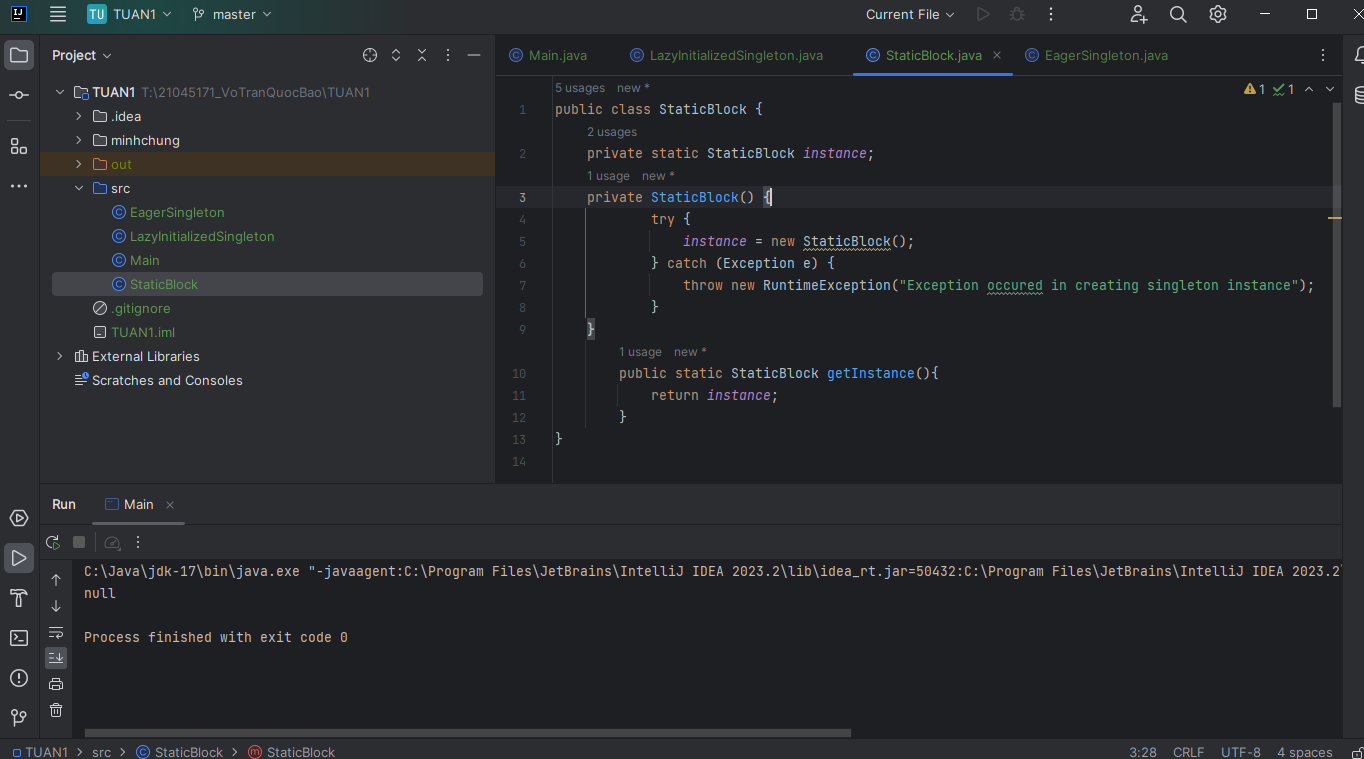 TU TUAN1 master Current File
Project
Main.java LazyInitializedSingleton.java StaticBlock.java EagerSingleton.java
TUAN1 T:\21045171_VoTranQuocBao\TUAN1
.idea
minhchung
out
src
EagerSingleton
LazyInitializedSingleton
Main
StaticBlock
.gitignore
TUAN1.iml
External Libraries
Scratches and Consoles
5 usages new *
1 1
1 public class StaticBlock {
2 usages
2 private static StaticBlock instance;
1 usage new *
3 private StaticBlock() {
4 try {
5 instance = new StaticBlock();
6 } catch (Exception e) {
7 throw new RuntimeException("Exception occured in creating singleton instance");
8 }
9 }
1 usage new *
10 public static StaticBlock getInstance(){
11 return instance;
12 }
13 }
14
Run Main
C:\Java\jdk-17\bin\java.exe "-javaagent:C:\Program Files\JetBrains\IntelliJ IDEA 2023.2\lib\idea_rt.jar=50432:C:\Program Files\JetBrains\IntelliJ IDEA 2023.2\
null
Process finished with exit code 0
TUAN1 src StaticBlock StaticBlock 3:28 CRLF UTF-8 4 spaces